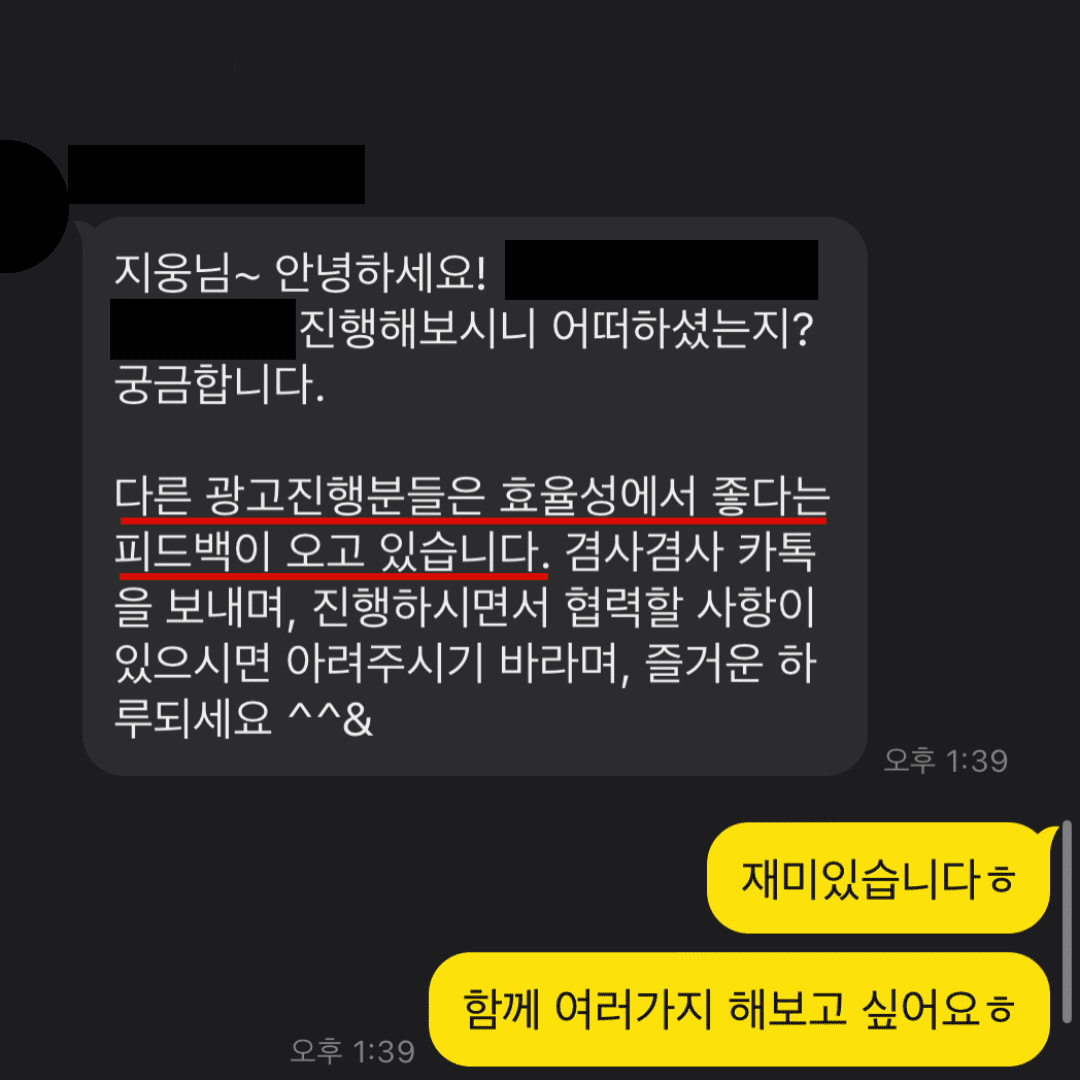 지웅님~ 안녕하세요!
진행해보시니 어떠하셨는지?
궁금합니다.
다른 광고진행분들은 효율성에서 좋다는
피드백이 오고 있습니다. 겸사겸사 카톡
을 보내며, 진행하시면서 협력할 사항이
있으시면 아려주시기 바라며, 즐거운 하
루되세요 ^^&
오후 1:39
재미있습니다ㅎ
함께 여러가지 해보고 싶어요ㅎ
오후 1:39